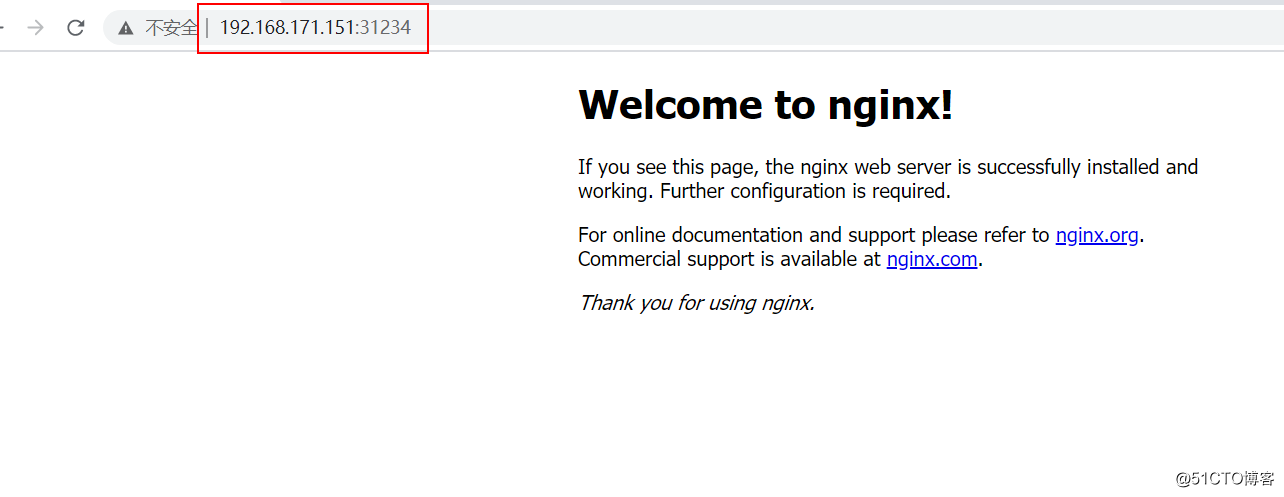 不安全 | 192.168.171.151:31234
Welcome to nginx!
If you see this page, the nginx web server is successfully installed and
working. Further configuration is required.
For online documentation and support please refer to nginx.org.
Commercial support is available at nginx.com.
Thank you for using nginx.
@51CTO博客